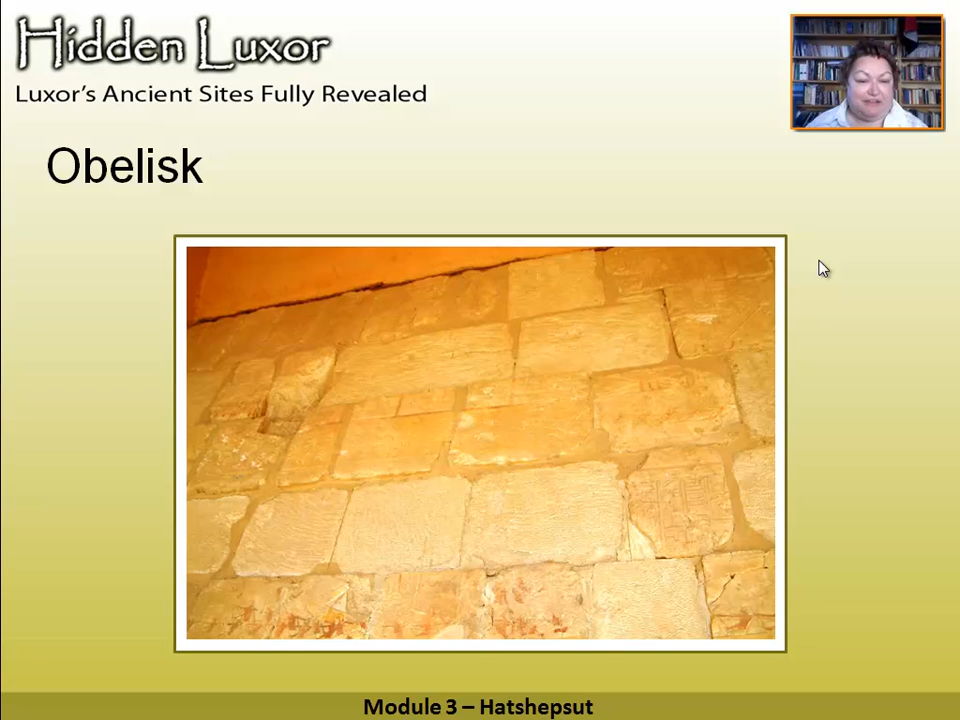 Hidden Luxor
Luxor's Ancient Sites Fully Revealed
Obelisk
Module 3 – Hatshepsut